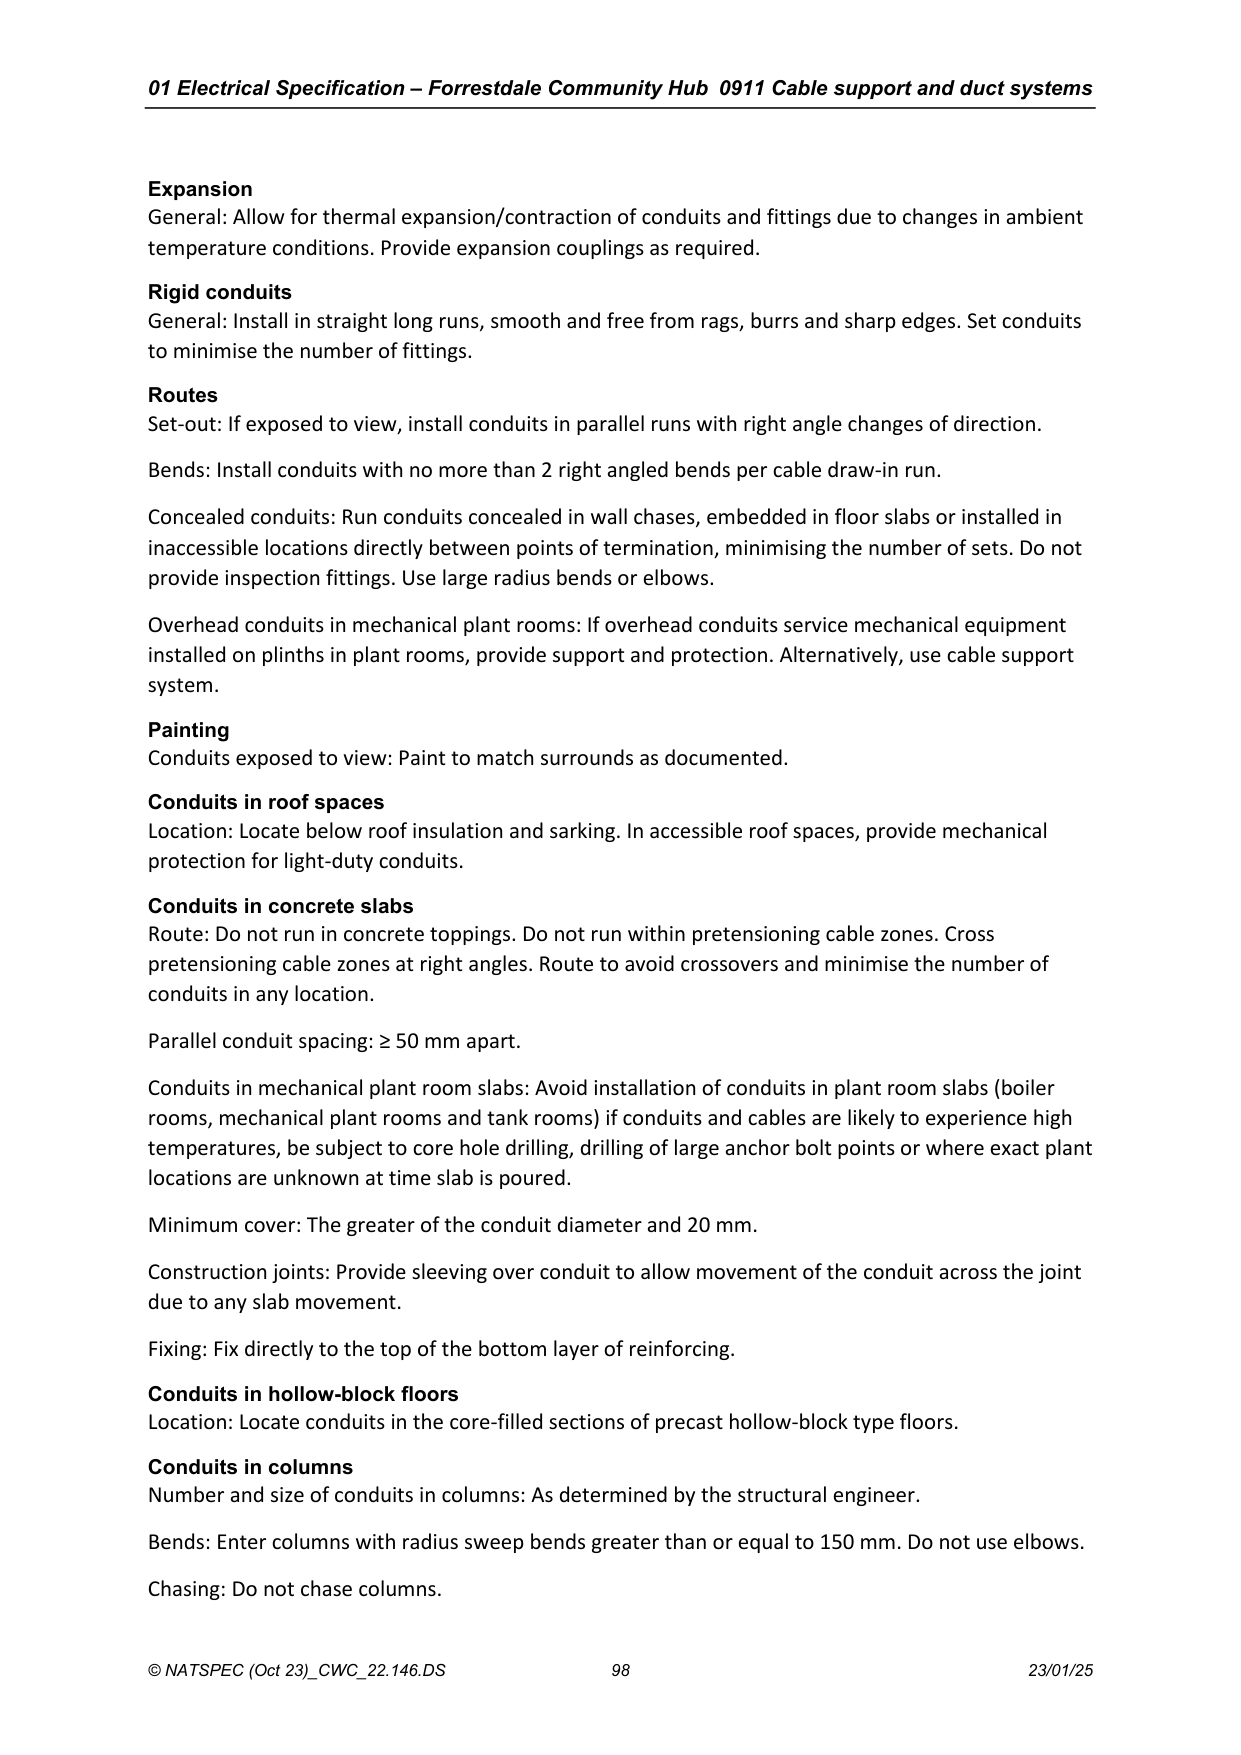 01 Electrical Specification – Forrestdale Community Hub 0911 Cable support and duct systems
Expansion
General: Allow for thermal expansion/contraction of conduits and fittings due to changes in ambient
temperature conditions. Provide expansion couplings as required.
Rigid conduits
General: Install in straight long runs, smooth and free from rags, burrs and sharp edges. Set conduits
to minimise the number of fittings.
Routes
Set-out: If exposed to view, install conduits in parallel runs with right angle changes of direction.
Bends: Install conduits with no more than 2 right angled bends per cable draw-in run.
Concealed conduits: Run conduits concealed in wall chases, embedded in floor slabs or installed in
inaccessible locations directly between points of termination, minimising the number of sets. Do not
provide inspection fittings. Use large radius bends or elbows.
Overhead conduits in mechanical plant rooms: If overhead conduits service mechanical equipment
installed on plinths in plant rooms, provide support and protection. Alternatively, use cable support
system.
Painting
Conduits exposed to view: Paint to match surrounds as documented.
Conduits in roof spaces
Location: Locate below roof insulation and sarking. In accessible roof spaces, provide mechanical
protection for light-duty conduits.
Conduits in concrete slabs
Route: Do not run in concrete toppings. Do not run within pretensioning cable zones. Cross
pretensioning cable zones at right angles. Route to avoid crossovers and minimise the number of
conduits in any location.
Parallel conduit spacing: ≥ 50 mm apart.
Conduits in mechanical plant room slabs: Avoid installation of conduits in plant room slabs (boiler
rooms, mechanical plant rooms and tank rooms) if conduits and cables are likely to experience high
temperatures, be subject to core hole drilling, drilling of large anchor bolt points or where exact plant
locations are unknown at time slab is poured.
Minimum cover: The greater of the conduit diameter and 20 mm.
Construction joints: Provide sleeving over conduit to allow movement of the conduit across the joint
due to any slab movement.
Fixing: Fix directly to the top of the bottom layer of reinforcing.
Conduits in hollow-block floors
Location: Locate conduits in the core-filled sections of precast hollow-block type floors.
Conduits in columns
Number and size of conduits in columns: As determined by the structural engineer.
Bends: Enter columns with radius sweep bends greater than or equal to 150 mm. Do not use elbows.
Chasing: Do not chase columns.
© NATSPEC (Oct 23)_CWC_22.146.DS 98 23/01/25